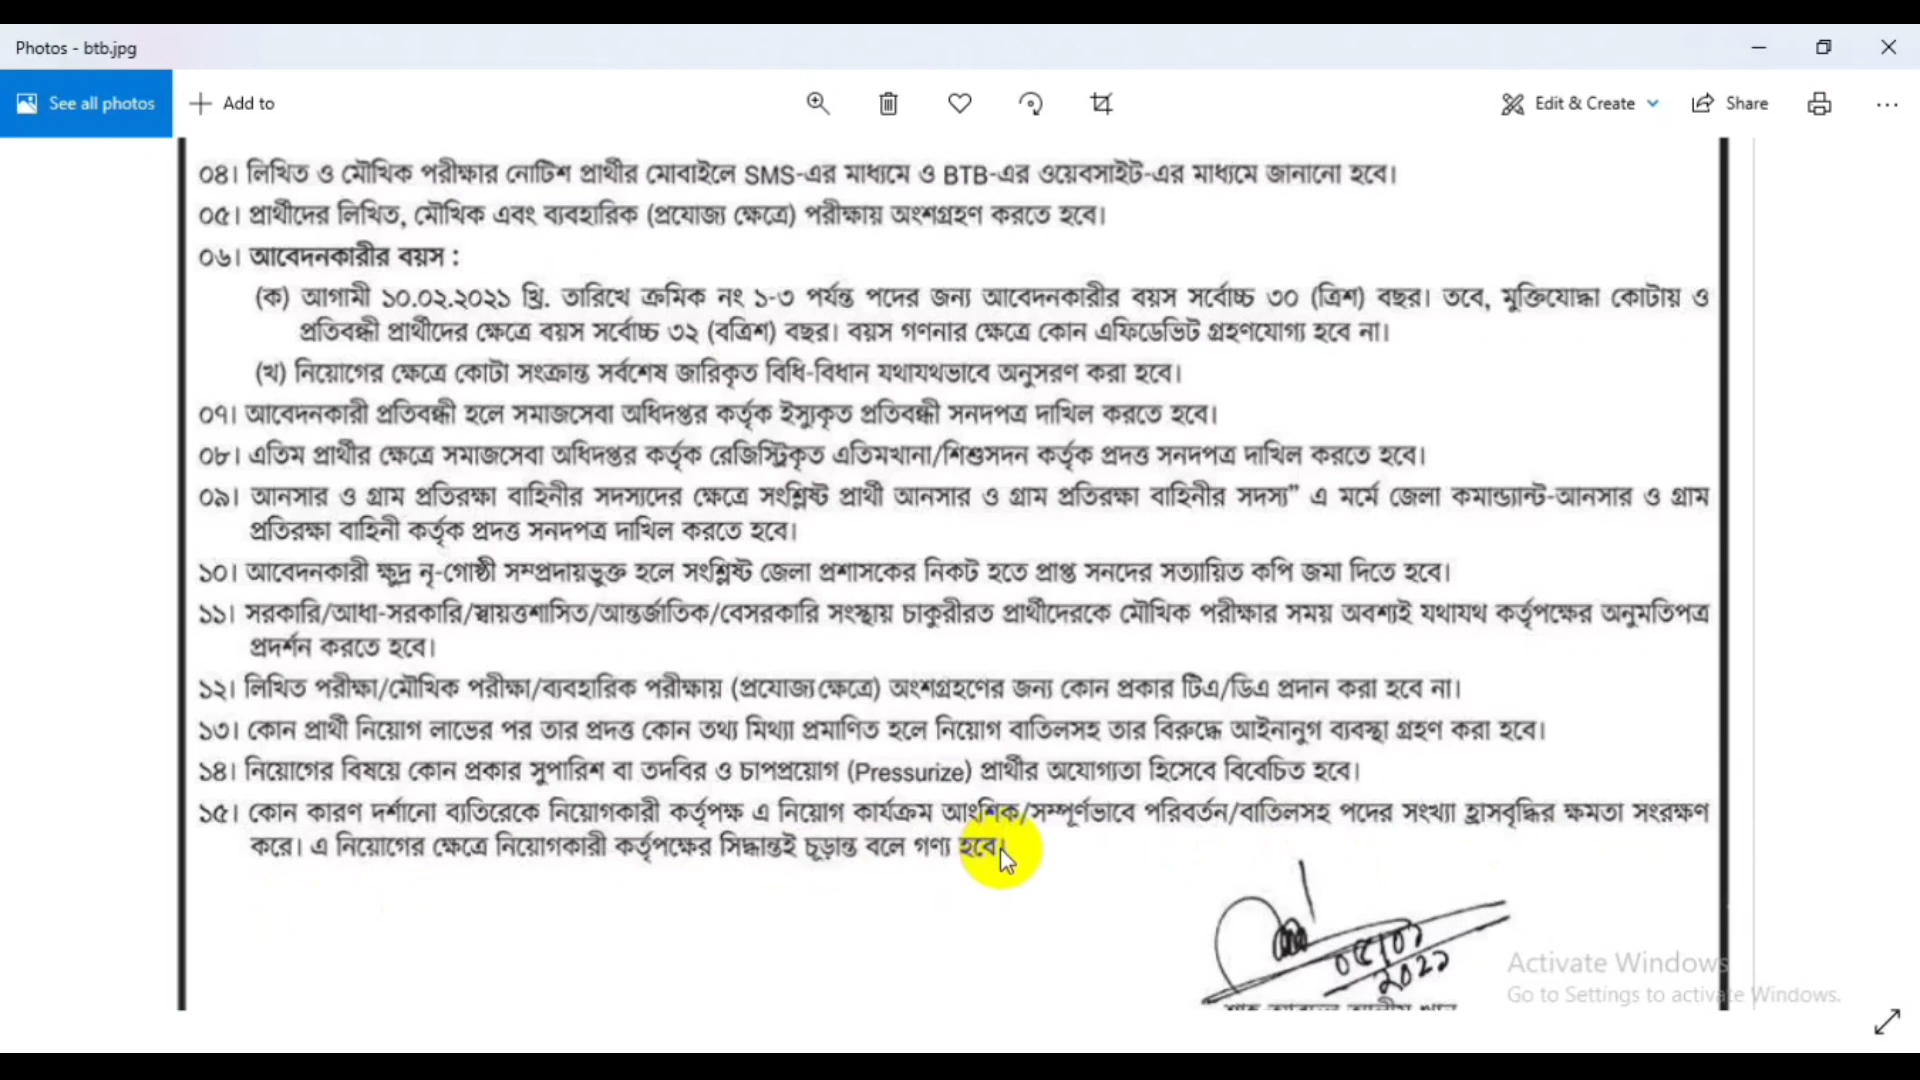 Photos - btb.jpg
See all photos
Add to
Edit & Create
Share
০৪। লিখিত ও মৌখিক পরীক্ষার নোটিশ প্রার্থীর মোবাইলে SMS-এর মাধ্যমে ও BTB-এর ওয়েবসাইট-এর মাধ্যমে জানানো হবে।
০৫। প্রার্থীদের লিখিত, মৌখিক এবং ব্যবহারিক (প্রযোজ্য ক্ষেত্রে) পরীক্ষায় অংশগ্রহণ করতে হবে।
০৬। আবেদনকারীর বয়স :
(ক) আগামী ১০.০২.২০২১ খ্রি. তারিখে ক্রমিক নং ১-৩ পর্যন্ত পদের জন্য আবেদনকারীর বয়স সর্বোচ্চ ৩০ (ত্রিশ) বছর। তবে, মুক্তিযোদ্ধা কোটায় ও
প্রতিবন্ধী প্রার্থীদের ক্ষেত্রে বয়স সর্বোচ্চ ৩২ (বত্রিশ) বছর। বয়স গণনার ক্ষেত্রে কোন এফিডেভিট গ্রহণযোগ্য হবে না।
(খ) নিয়োগের ক্ষেত্রে কোটা সংক্রান্ত সর্বশেষ জারিকৃত বিধি-বিধান যথাযথভাবে অনুসরণ করা হবে।
০৭। আবেদনকারী প্রতিবন্ধী হলে সমাজসেবা অধিদপ্তর কর্তৃক ইস্যুকৃত প্রতিবন্ধী সনদপত্র দাখিল করতে হবে।
০৮। এতিম প্রার্থীর ক্ষেত্রে সমাজসেবা অধিদপ্তর কর্তৃক রেজিস্ট্রিকৃত এতিমখানা/শিশুসদন কর্তৃক প্রদত্ত সনদপত্র দাখিল করতে হবে।
০৯। আনসার ও গ্রাম প্রতিরক্ষা বাহিনীর সদস্যদের ক্ষেত্রে সংশ্লিষ্ট প্রার্থী আনসার ও গ্রাম প্রতিরক্ষা বাহিনীর সদস্য” এ মর্মে জেলা কমান্ড্যান্ট-আনসার ও গ্রাম
প্রতিরক্ষা বাহিনী কর্তৃক প্রদত্ত সনদপত্র দাখিল করতে হবে।
১০। আবেদনকারী ক্ষুদ্র নৃ-গোষ্ঠী সম্প্রদায়ভুক্ত হলে সংশ্লিষ্ট জেলা প্রশাসকের নিকট হতে প্রাপ্ত সনদের সত্যায়িত কপি জমা দিতে হবে।
১১। সরকারি/আধা-সরকারি/স্বায়ত্তশাসিত/আন্তর্জাতিক/বেসরকারি সংস্থায় চাকুরীরত প্রার্থীদেরকে মৌখিক পরীক্ষার সময় অবশ্যই যথাযথ কর্তৃপক্ষের অনুমতিপত্র
প্রদর্শন করতে হবে।
১২। লিখিত পরীক্ষা/মৌখিক পরীক্ষা/ব্যবহারিক পরীক্ষায় (প্রযোজ্য ক্ষেত্রে) অংশগ্রহণের জন্য কোন প্রকার টিএ/ডিএ প্রদান করা হবে না।
১৩। কোন প্রার্থী নিয়োগ লাভের পর তার প্রদত্ত কোন তথ্য মিথ্যা প্রমাণিত হলে নিয়োগ বাতিলসহ তার বিরুদ্ধে আইনানুগ ব্যবস্থা গ্রহণ করা হবে।
১৪। নিয়োগের বিষয়ে কোন প্রকার সুপারিশ বা তদবির ও চাপপ্রয়োগ (Pressurize) প্রার্থীর অযোগ্যতা হিসেবে বিবেচিত হবে।
১৫। কোন কারণ দর্শানো ব্যতিরেকে নিয়োগকারী কর্তৃপক্ষ এ নিয়োগ কার্যক্রম আংশিক/সম্পূর্ণভাবে পরিবর্তন/বাতিলসহ পদের সংখ্যা হ্রাসবৃদ্ধির ক্ষমতা সংরক্ষণ
করে। এ নিয়োগের ক্ষেত্রে নিয়োগকারী কর্তৃপক্ষের সিদ্ধান্তই চূড়ান্ত বলে গণ্য হবে।
০৫/০১
২০২১
Activate Windows
Go to Settings to activate Windows.